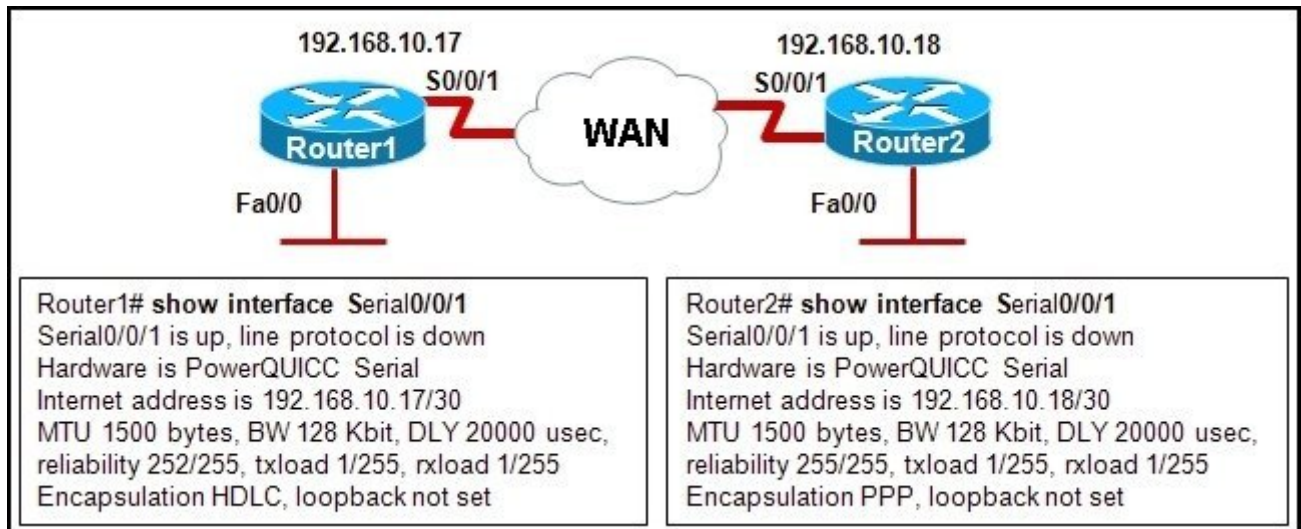 192.168.10.17
192.168.10.18
S0/0/1
S0/0/1
WAN
Router1
Router2
Fa0/0
Fa0/0
Router1# show interface Serial0/0/1
Serial0/0/1 is up, line protocol is down
Hardware is PowerQUICC Serial
Internet address is 192.168.10.17/30
MTU 1500 bytes, BW 128 Kbit, DLY 20000 usec,
reliability 252/255, txload 1/255, rxload 1/255
Encapsulation HDLC, loopback not set
Router2# show interface Serial0/0/1
Serial0/0/1 is up, line protocol is down
Hardware is PowerQUICC Serial
Internet address is 192.168.10.18/30
MTU 1500 bytes, BW 128 Kbit, DLY 20000 usec,
reliability 255/255, txload 1/255, rxload 1/255
Encapsulation PPP, loopback not set